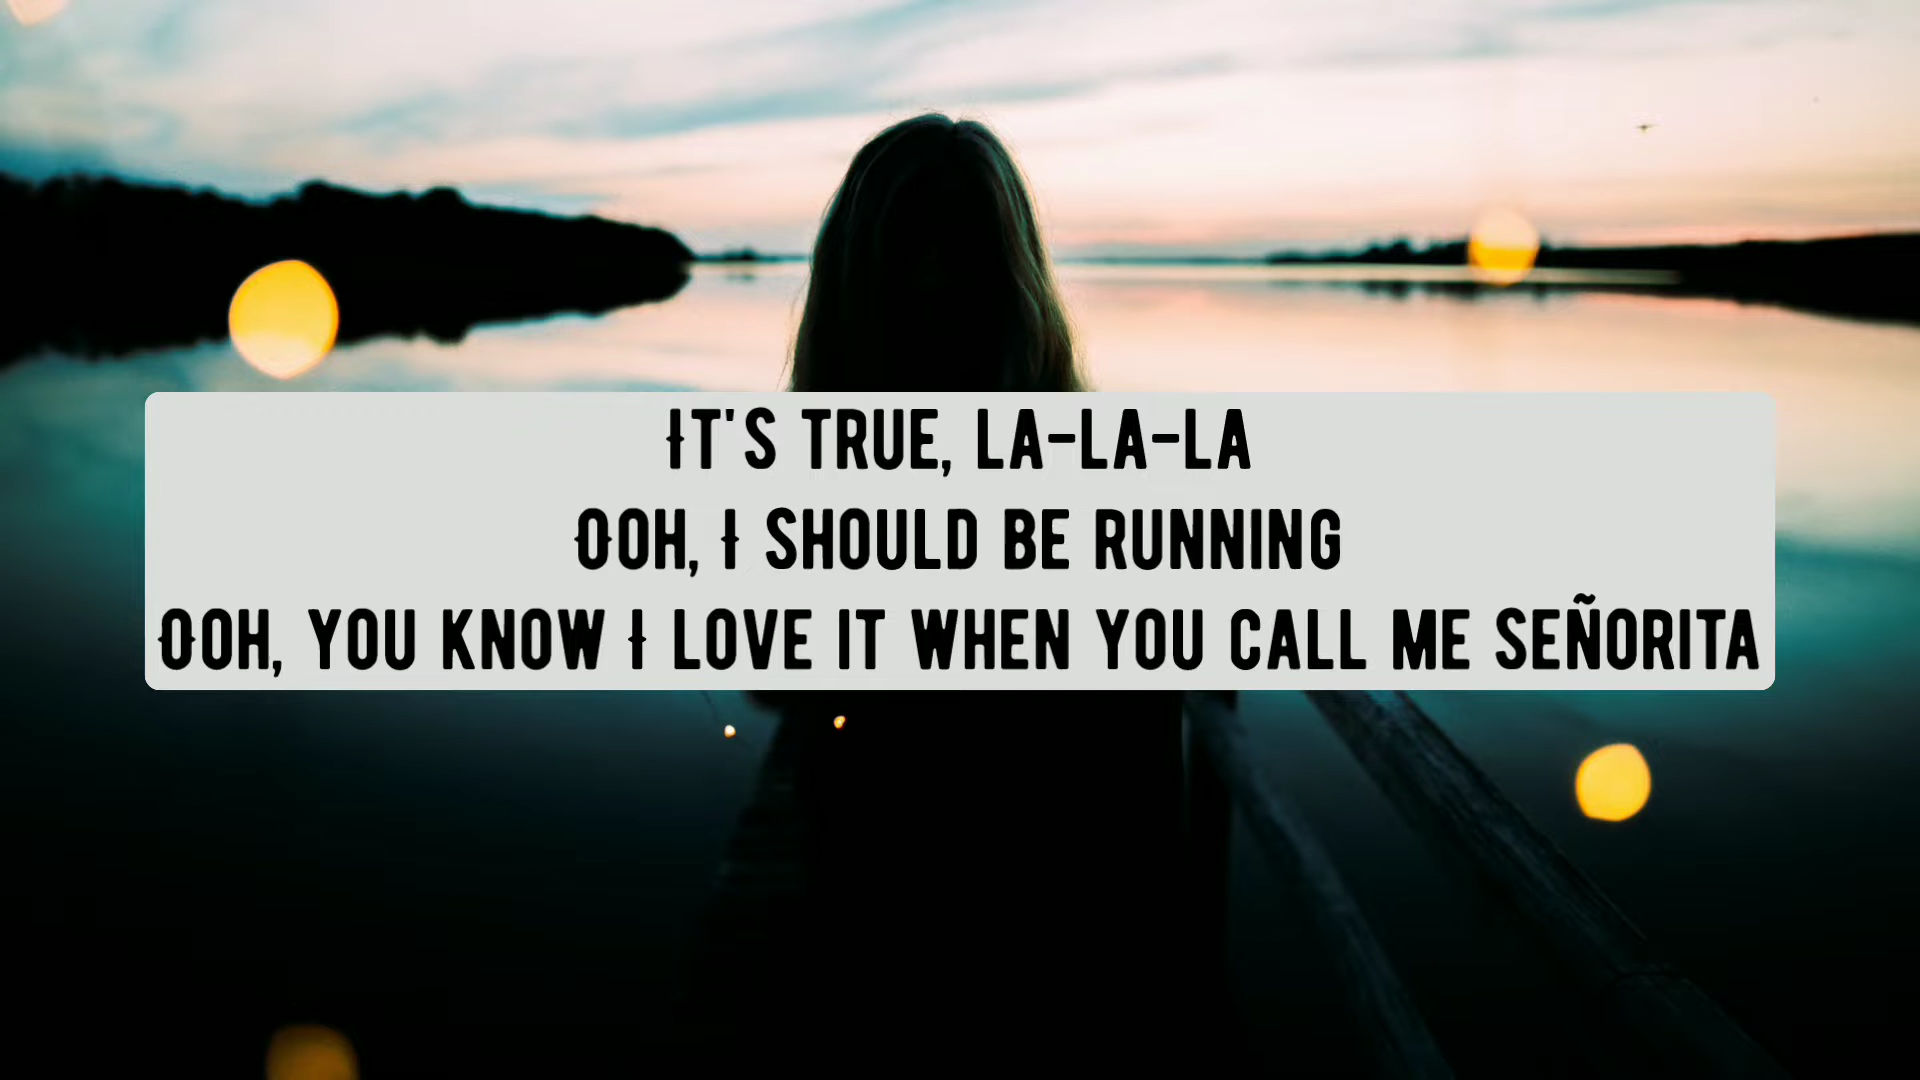 It's true, la-la-la
Ooh, I should be running
Ooh, you know I love it when you call me señorita